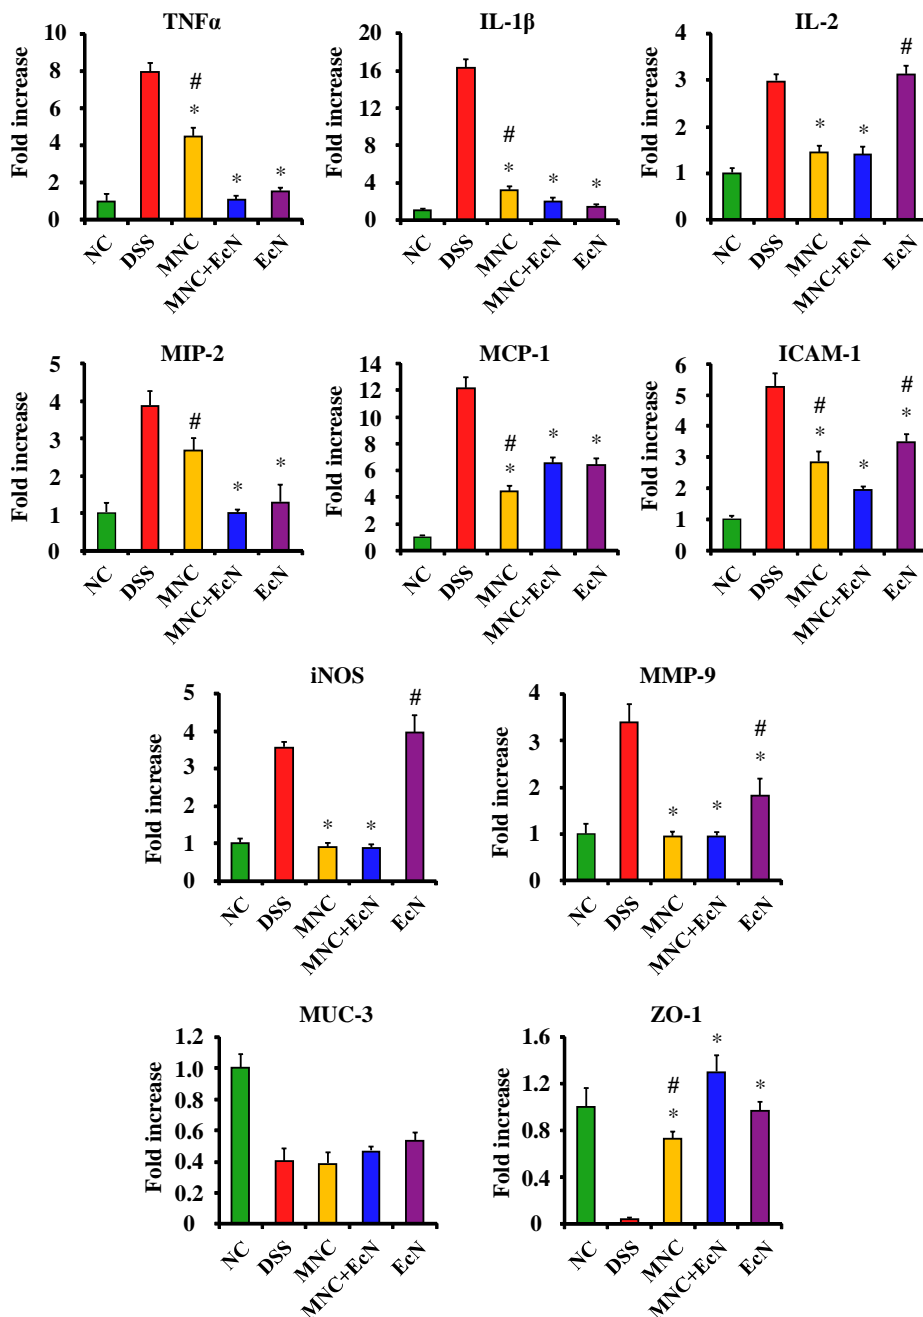 TNFα
Fold increase
10
8
6
4
2
0
#
*
*
*
NC
DSS
MNC
MNC+EcN
EcN
IL-1β
Fold increase
20
16
12
8
4
0
#
*
*
*
NC
DSS
MNC
MNC+EcN
EcN
IL-2
Fold increase
4
3
2
1
0
#
*
*
NC
DSS
MNC
MNC+EcN
EcN
MIP-2
Fold increase
5
4
3
2
1
0
#
*
*
NC
DSS
MNC
MNC+EcN
EcN
MCP-1
Fold increase
14
12
10
8
6
4
2
0
#
*
*
*
NC
DSS
MNC
MNC+EcN
EcN
ICAM-1
Fold increase
6
5
4
3
2
1
0
#
*
*
#
*
NC
DSS
MNC
MNC+EcN
EcN
iNOS
Fold increase
5
4
3
2
1
0
*
*
#
NC
DSS
MNC
MNC+EcN
EcN
MMP-9
Fold increase
4
3
2
1
0
*
*
#
*
NC
DSS
MNC
MNC+EcN
EcN
MUC-3
Fold increase
1.2
1.0
0.8
0.6
0.4
0.2
0
NC
DSS
MNC
MNC+EcN
EcN
ZO-1
Fold increase
1.6
1.2
0.8
0.4
0
#
*
*
*
NC
DSS
MNC
MNC+EcN
EcN